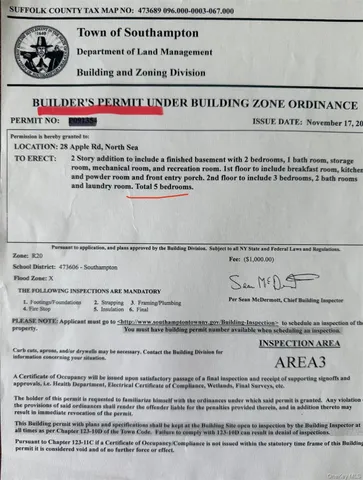 SUFFOLK COUNTY TAX MAP NO: 473689 096.000-0003-067.000
Town of Southampton
Department of Land Management
Building and Zoning Division
BUILDER'S PERMIT UNDER BUILDING ZONE ORDINANCE
PERMIT NO:
ISSUE DATE: November 17, 20
Permission is hereby granted to:
LOCATION: 28 Apple Rd, North Sea
TO ERECT: 2 Story addition to include a finished basement with 2 bedrooms, 1 bath room, storage
room, mechanical room, and recreation room. 1st floor to include breakfast room, kitchen
and powder room and front entry porch. 2nd floor to include 3 bedrooms, 2 bath rooms
and laundry room. Total 5 bedrooms.
Pursuant to application, and plans approved by the Building Division. Subject to all NY State and Federal Laws and Regulations.
Zone: R20
Fee: ($1,000.00)
School District: 473606 - Southampton
Flood Zone: X
THE FOLLOWING INSPECTIONS ARE MANDATORY
Per Sean McDermott, Chief Building Inspector
1. Footings/Foundations 2. Strapping 3. Framing/Plumbing
4. Fire Stop 5. Insulation 6. Final
PLEASE NOTE: Applicant must go to <http://www.southamptontownny.gov/Building-Inspection> to schedule an inspection of the
property. You must have building permit number available when scheduling an inspection.
INSPECTION AREA
AREA3
Curb cuts, aprons, and/or drywells may be necessary. Contact the Building Division for
information concerning your situation.
A Certificate of Occupancy will be issued upon satisfactory passage of a final inspection and receipt of supporting signoffs and
approvals, i.e. Health Department, Electrical Certificate of Compliance, Wetlands, Final Surveys, etc.
The holder of this permit is requested to familiarize himself with the ordinances under which said permit is granted. Any violation
the provisions of said ordinances shall render the offender liable for the penalties provided therein, and in addition thereto may
result in immediate revocation of the permit.
This Building permit with plans and specifications shall be kept at the Building Site open to inspection by the Building Inspector at
all times as per Chapter 123-10D of the Town Code. Failure to comply with 123-10D can result in denial of inspections.
Pursuant to Chapter 123-11C if a Certificate of Occupancy/Compliance is not issued within the statutory time frame of this Building
permit it is considered void and of no further force or effect.